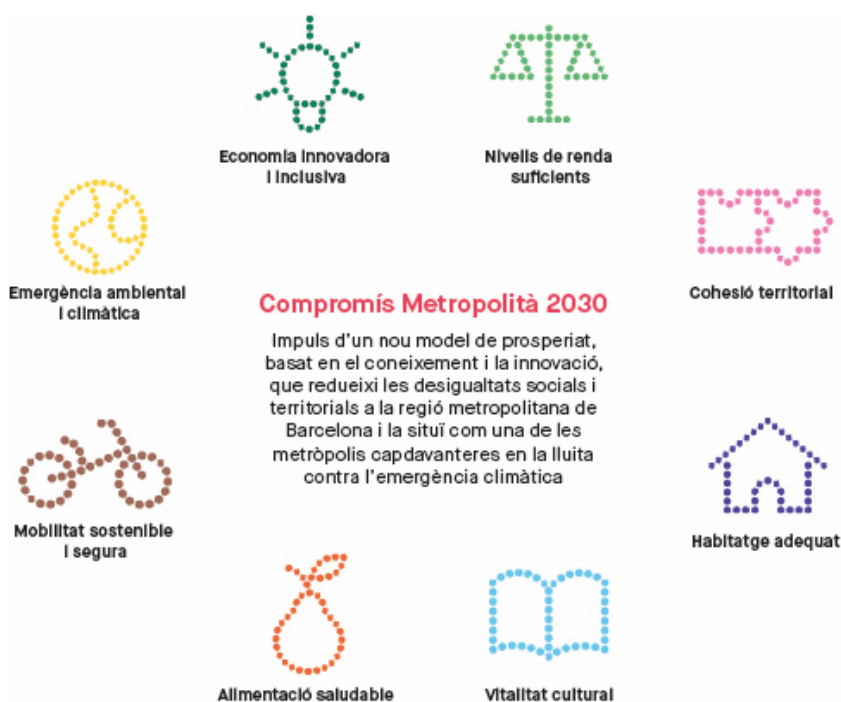 Economia innovadora
i inclusiva
Nivells de renda
suficients
Emergència ambiental
i climàtica
Cohesió territorial
Compromís Metropolità 2030
Impuls d'un nou model de prosperiat,
basat en el coneixement i la innovació,
que redueixi les desigualtats socials i
territorials a la regió metropolitana de
Barcelona i la situï com una de les
metròpolis capdavanteres en la lluita
contra l'emergència climàtica
Mobilitat sostenible
i segura
Habitatge adequat
Alimentació saludable
Vitalitat cultural